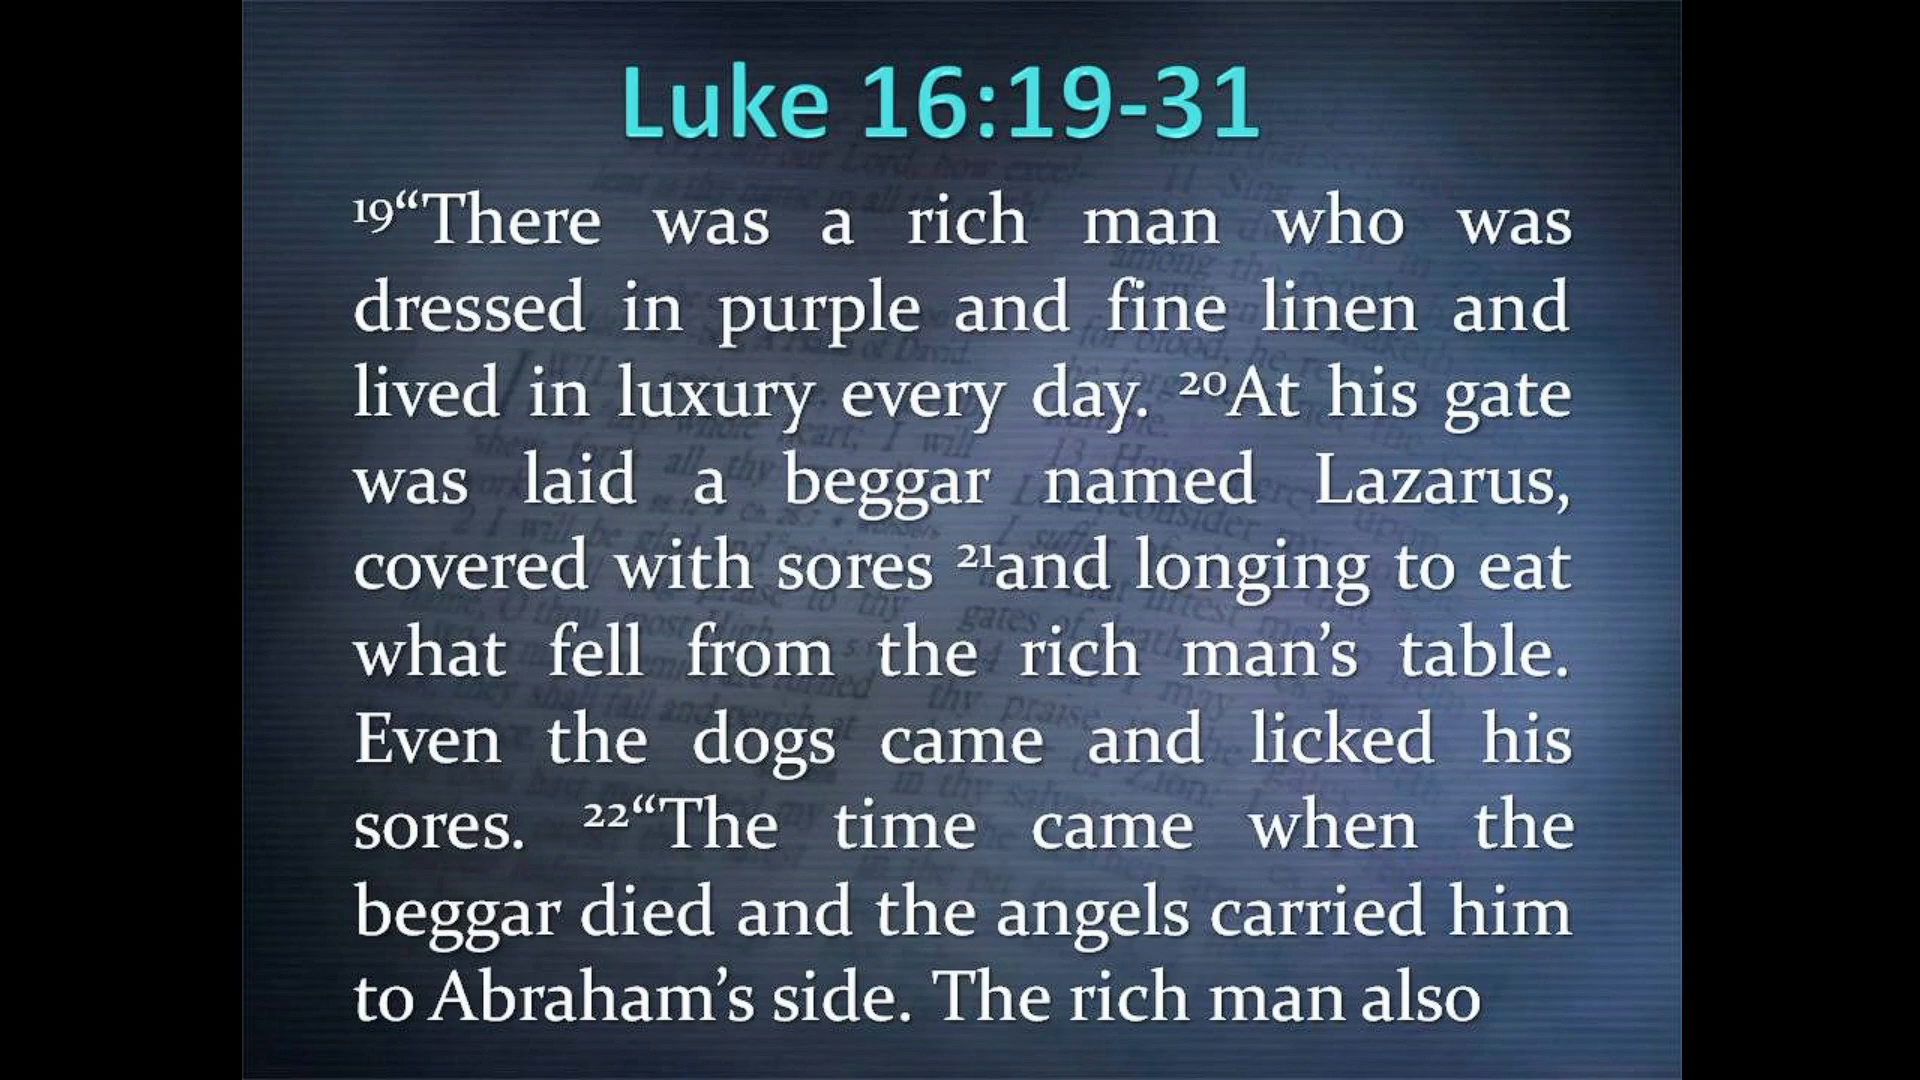 Luke 16:19-31
19“There was a rich man who was
dressed in purple and fine linen and
lived in luxury every day. 20At his gate
was laid a beggar named Lazarus,
covered with sores 21and longing to eat
what fell from the rich man’s table.
Even the dogs came and licked his
sores. 22“The time came when the
beggar died and the angels carried him
to Abraham’s side. The rich man also